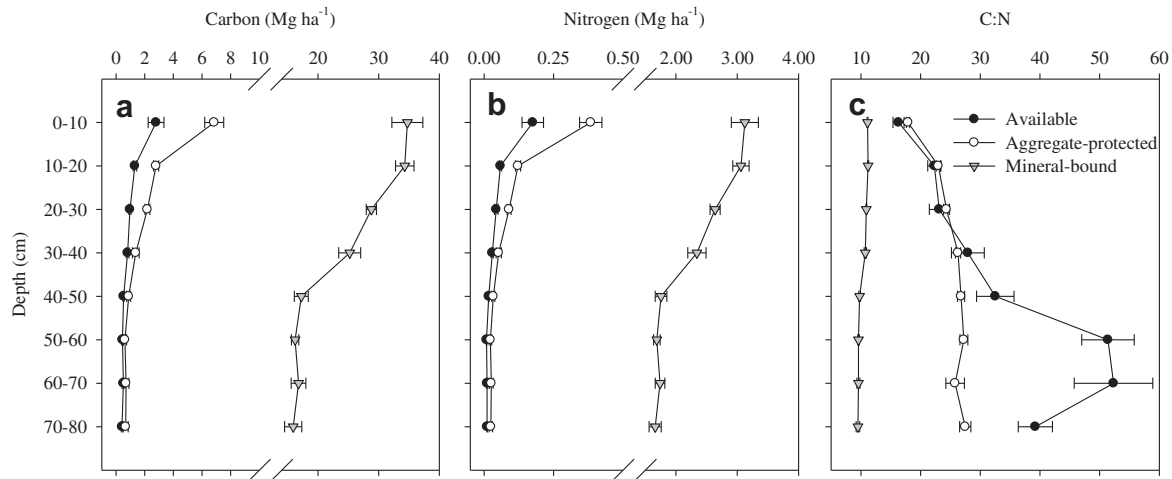 Carbon (Mg ha⁻¹) Nitrogen (Mg ha⁻¹) C:N
0 2 4 6 8 10 20 30 40 0.00 0.25 0.50 2.00 3.00 4.00 10 20 30 40 50 60
a b c
Depth (cm)
0-10
10-20
20-30
30-40
40-50
50-60
60-70
70-80
Available
Aggregate-protected
Mineral-bound